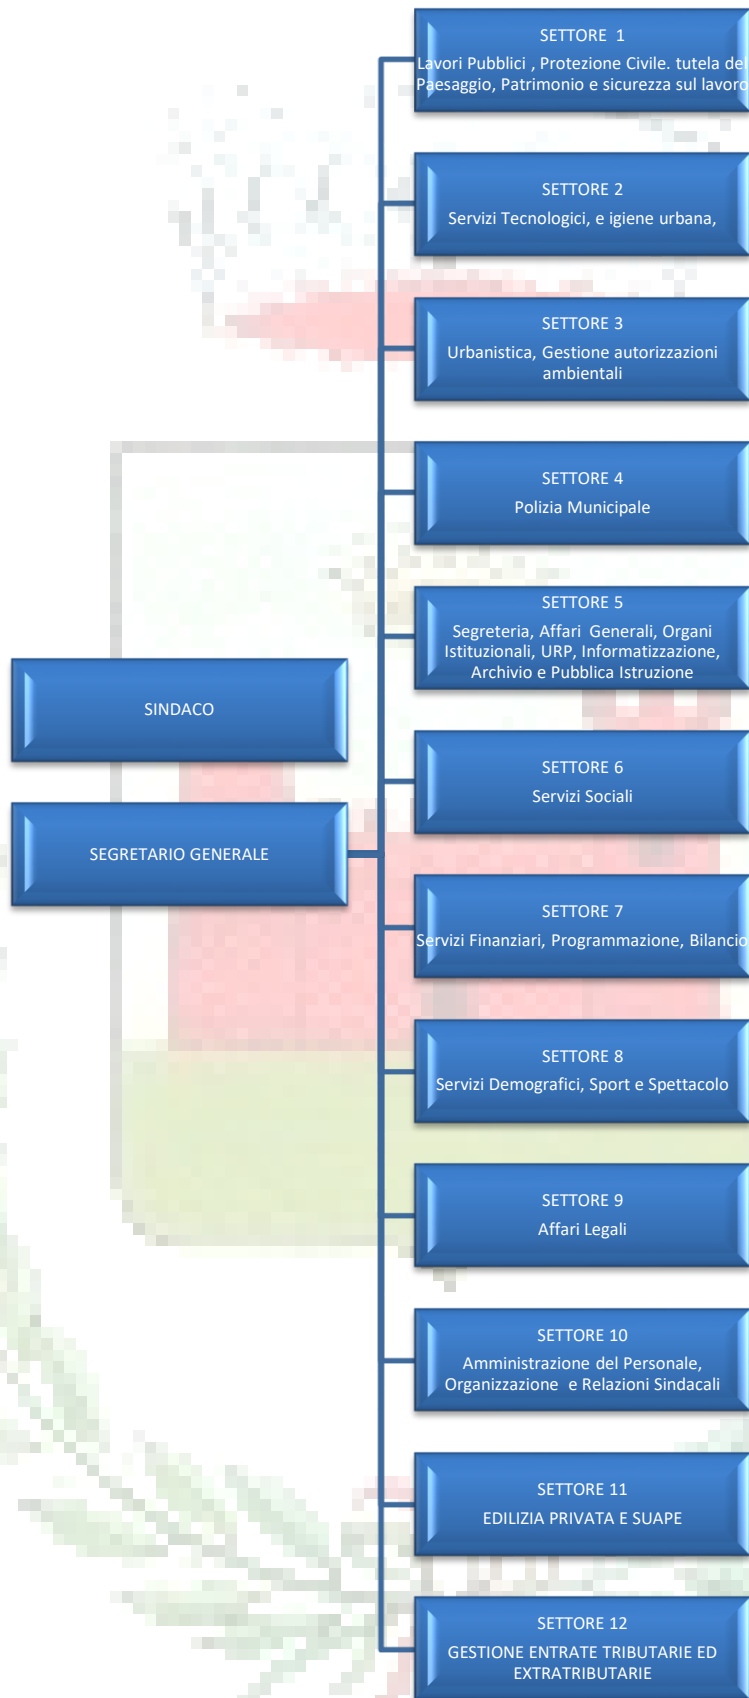 SETTORE 1
Lavori Pubblici , Protezione Civile. tutela del
Paesaggio, Patrimonio e sicurezza sul lavoro
SETTORE 2
Servizi Tecnologici, e igiene urbana,
SETTORE 3
Urbanistica, Gestione autorizzazioni
ambientali
SETTORE 4
Polizia Municipale
SETTORE 5
Segreteria, Affari Generali, Organi
Istituzionali, URP, Informatizzazione,
Archivio e Pubblica Istruzione
SINDACO
SETTORE 6
Servizi Sociali
SEGRETARIO GENERALE
SETTORE 7
Servizi Finanziari, Programmazione, Bilancio
SETTORE 8
Servizi Demografici, Sport e Spettacolo
SETTORE 9
Affari Legali
SETTORE 10
Amministrazione del Personale,
Organizzazione e Relazioni Sindacali
SETTORE 11
EDILIZIA PRIVATA E SUAPE
SETTORE 12
GESTIONE ENTRATE TRIBUTARIE ED
EXTRATRIBUTARIE